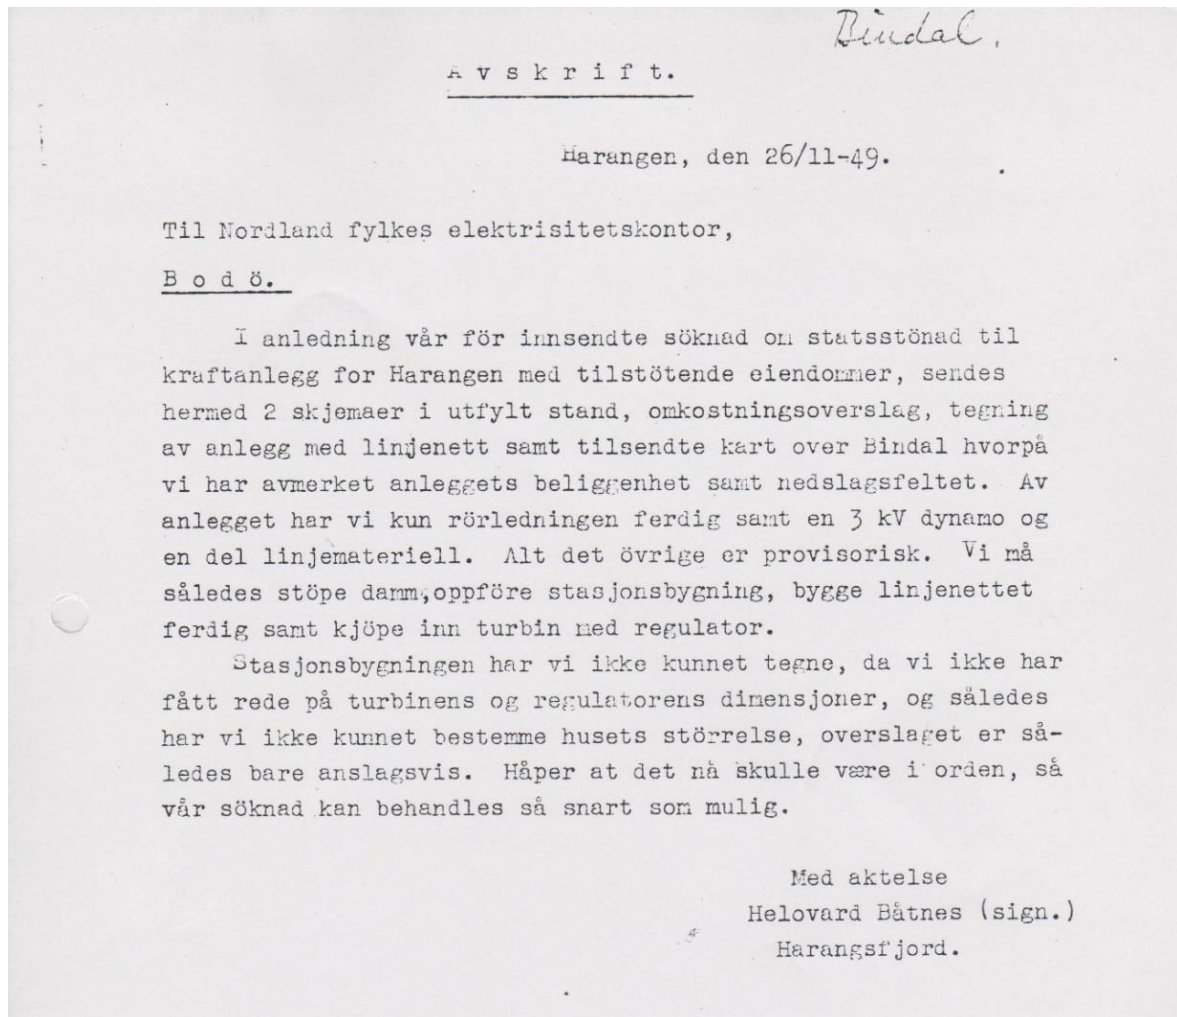 Bindal.
Avskrift.
Harangen, den 26/11-49.
Til Nordland fylkes elektrisitetskontor,
Bodö.
I anledning vår för innsendte söknad om statsstönad til
kraftanlegg for Harangen med tilstötende eiendommer, sendes
hermed 2 skjemaer i utfylt stand, omkostningsoverslag, tegning
av anlegg med linjenett samt tilsendte kart over Bindal hvorpå
vi har avmerket anleggets beliggenhet samt nedslagsfeltet. Av
anlegget har vi kun rörledningen ferdig samt en 3 kV dynamo og
en del linjemateriell. Alt det övrige er provisorisk. Vi må
således stöpe damm,oppföre stasjonsbygning, bygge linjenettet
ferdig samt kjöpe inn turbin med regulator.
Stasjonsbygningen har vi ikke kunnet tegne, da vi ikke har
fått rede på turbinens og regulatorens dimensjoner, og således
har vi ikke kunnet bestemme husets störrelse, overslaget er så-
ledes bare anslagsvis. Håper at det nå skulle være i orden, så
vår söknad kan behandles så snart som mulig.
Med aktelse
Helovard Båtnes (sign.)
Harangsfjord.